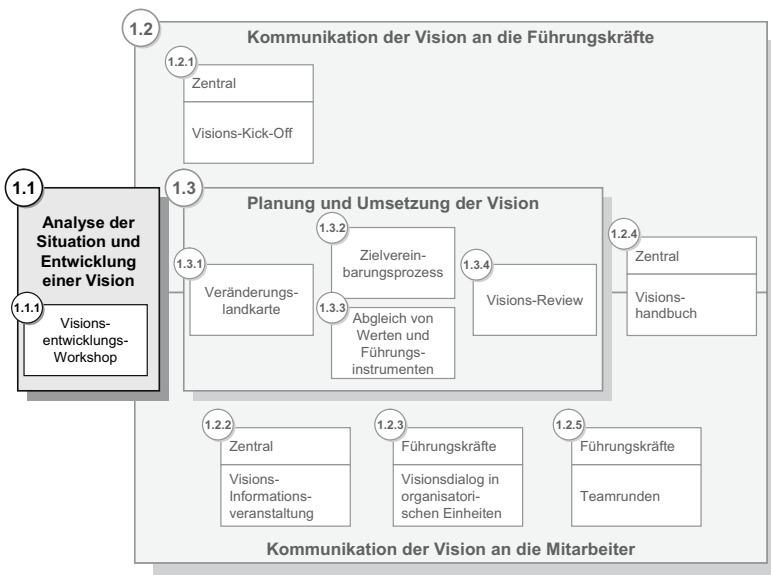 1.2
Kommunikation der Vision an die Führungskräfte
1.2.1
Zentral
Visions-Kick-Off
1.1
Analyse der
Situation und
Entwicklung
einer Vision
1.1.1
Visions-
entwicklungs-
Workshop
1.3
Planung und Umsetzung der Vision
1.3.1
Veränderungs-
landkarte
1.3.2
Zielverein-
barungsprozess
1.3.3
Abgleich von
Werten und
Führungs-
instrumenten
1.3.4
Visions-Review
1.2.4
Zentral
Visions-
handbuch
1.2.2
Zentral
Visions-
Informations-
veranstaltung
1.2.3
Führungskräfte
Visionsdialog in
organisatori-
schen Einheiten
1.2.5
Führungskräfte
Teamrunden
Kommunikation der Vision an die Mitarbeiter